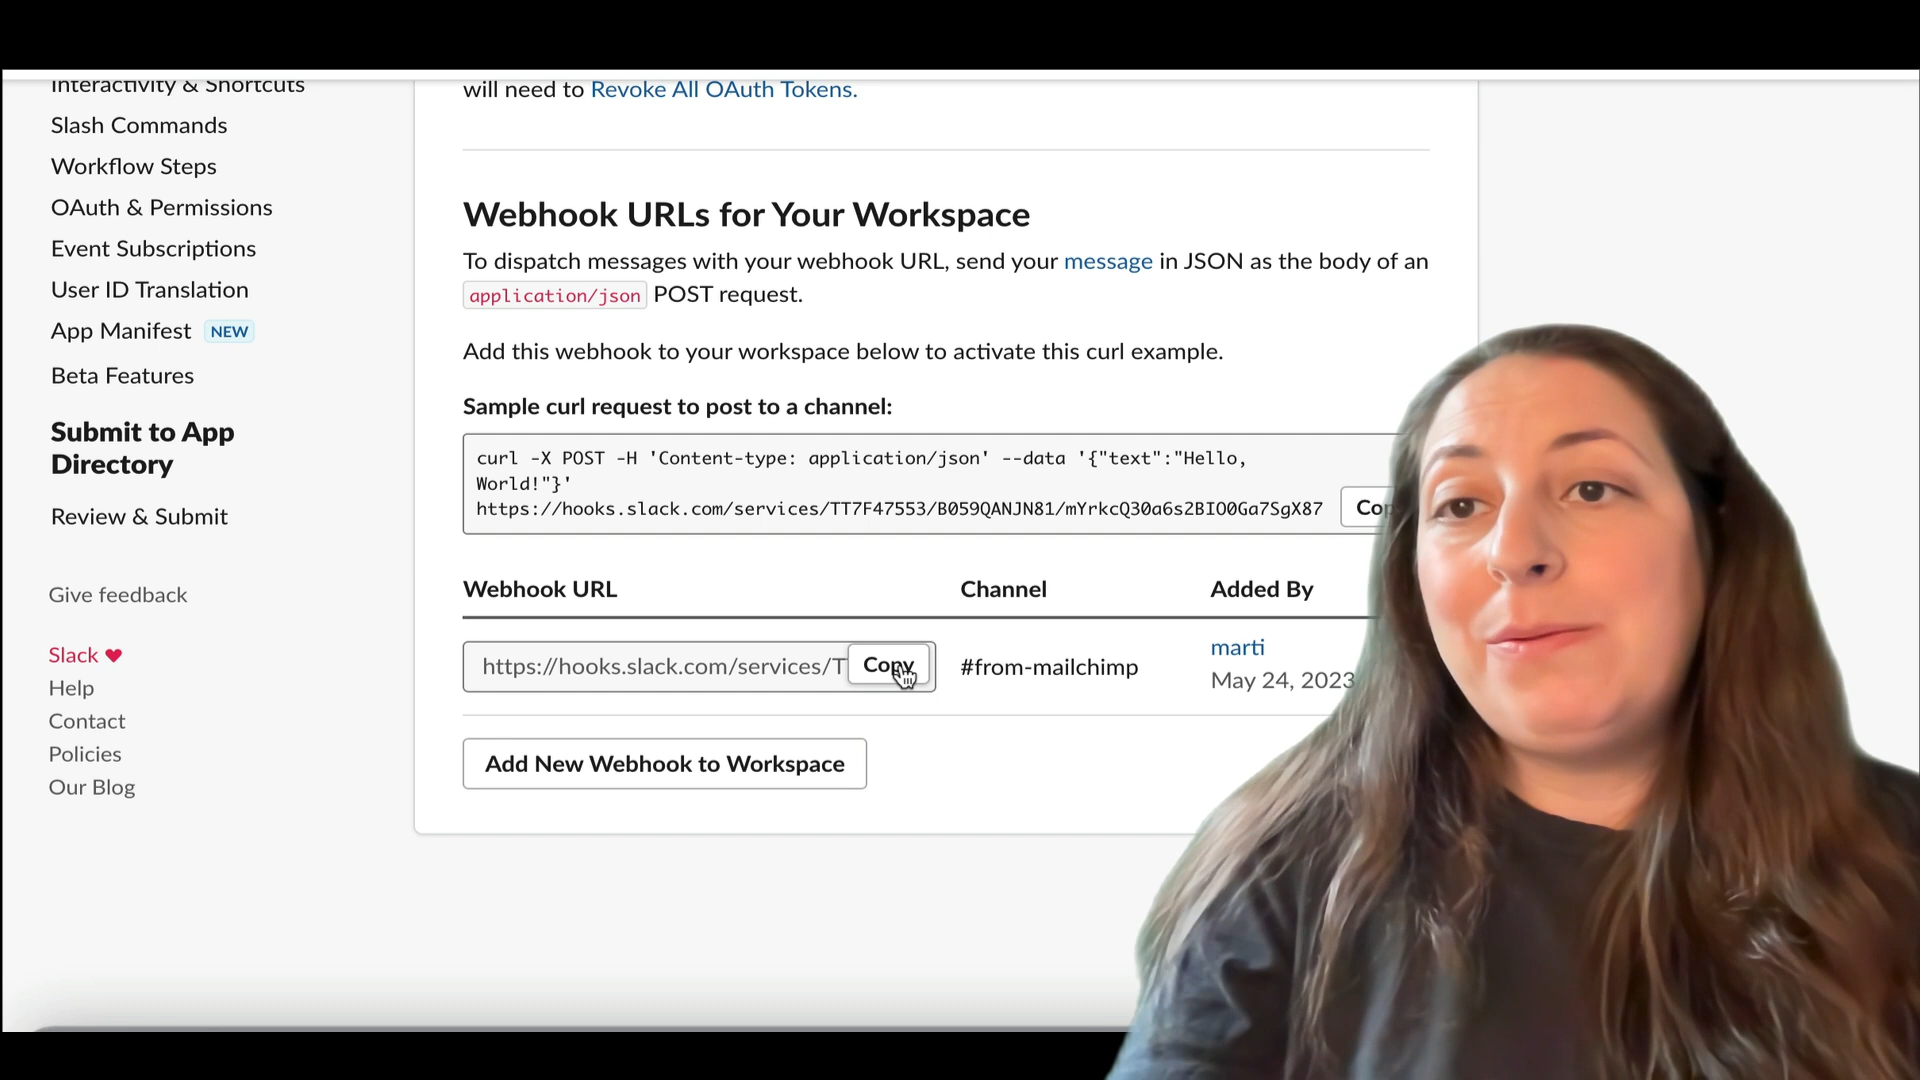 Interactivity & Shortcuts
Slash Commands
Workflow Steps
OAuth & Permissions
Event Subscriptions
User ID Translation
App Manifest NEW
Beta Features
Submit to App
Directory
Review & Submit
Give feedback
Slack
Help
Contact
Policies
Our Blog
will need to Revoke All OAuth Tokens.
Webhook URLs for Your Workspace
To dispatch messages with your webhook URL, send your message in JSON as the body of an
application/json POST request.
Add this webhook to your workspace below to activate this curl example.
Sample curl request to post to a channel:
curl -X POST -H 'Content-type: application/json' --data '{"text":"Hello,
World!"}'
https://hooks.slack.com/services/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
Webhook URL Channel Added By
https://hooks.slack.com/services/T Copy #from-mailchimp marti
May 24, 2023
Add New Webhook to Workspace